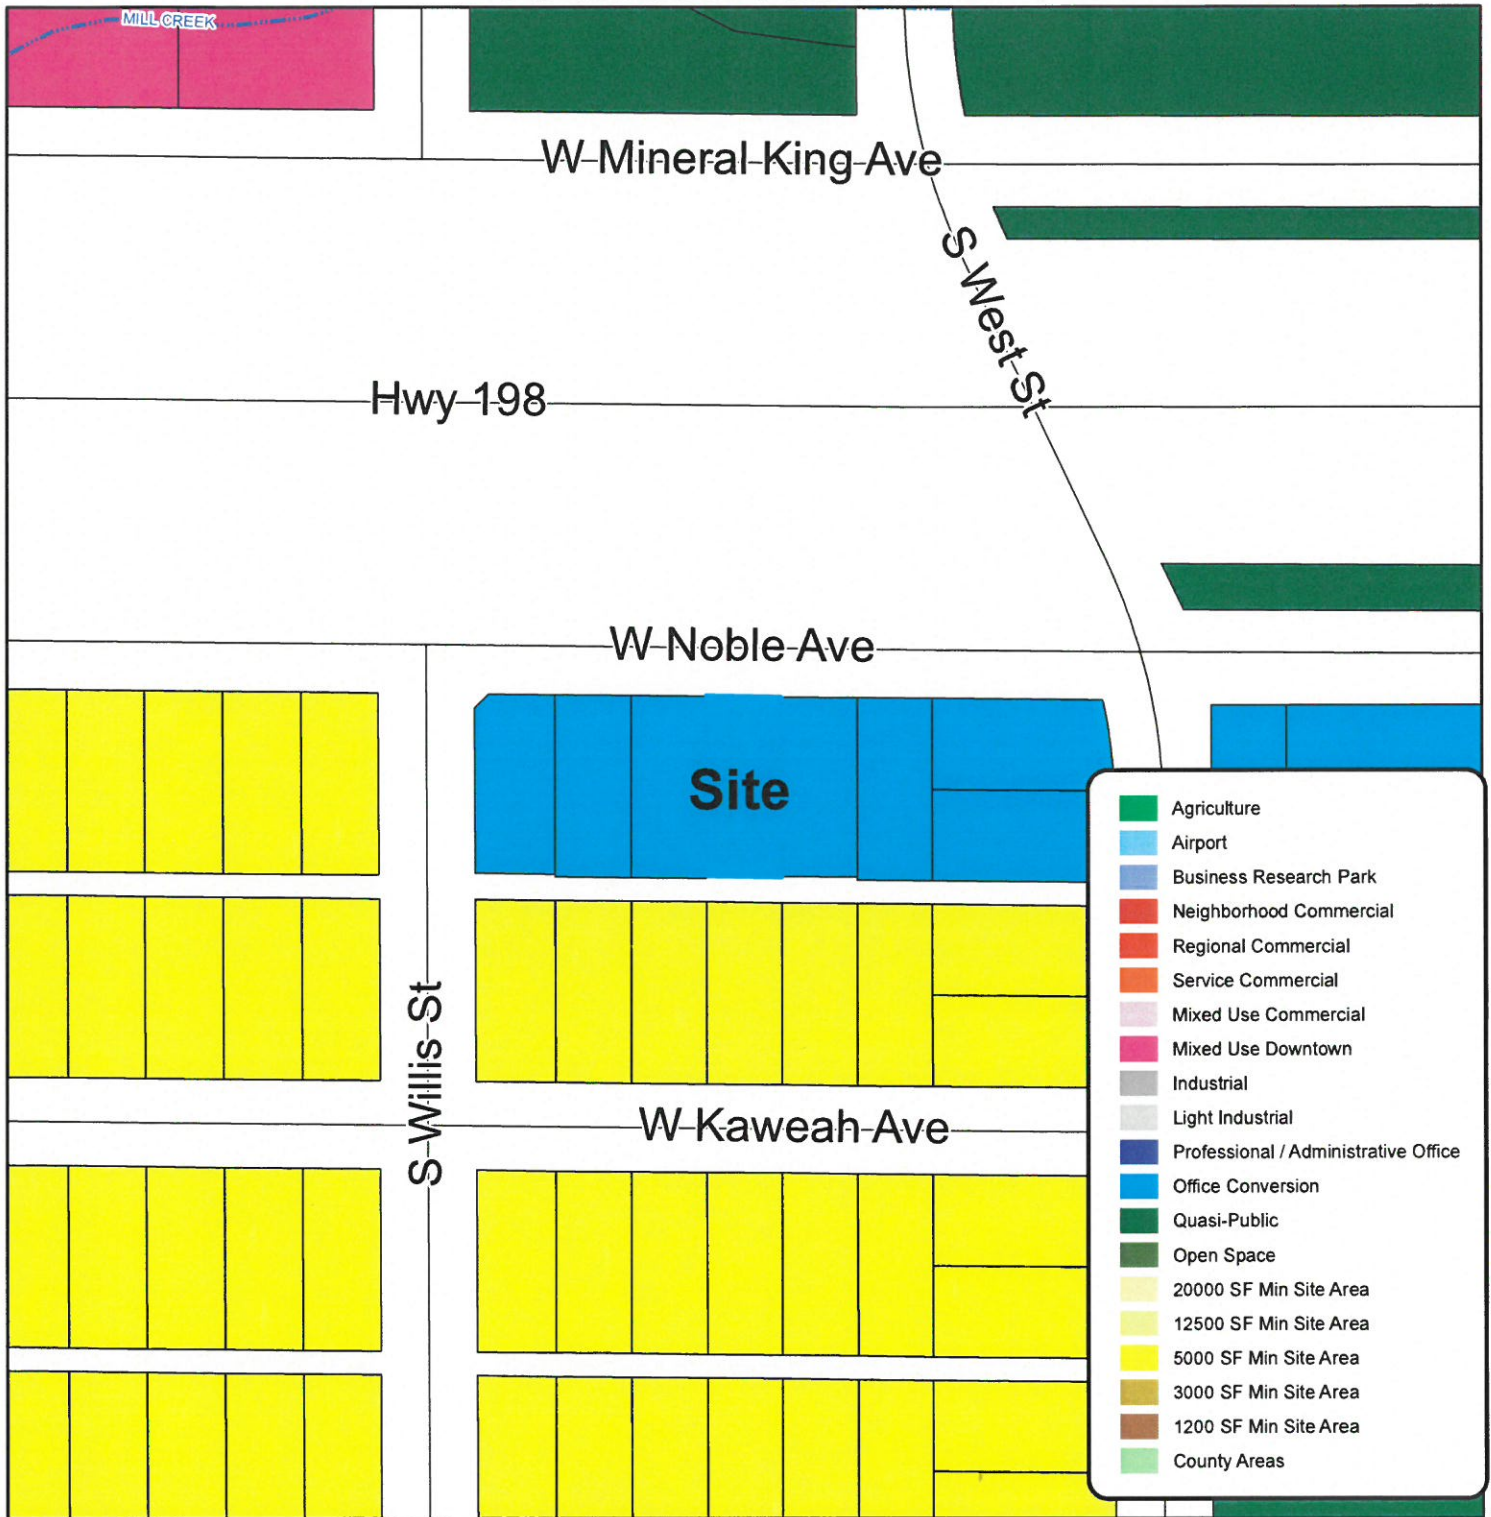 MILL CREEK
W Mineral King Ave
S West St
Hwy 198
W Noble Ave
Site
S Willis St
W Kaweah Ave
Agriculture
Airport
Business Research Park
Neighborhood Commercial
Regional Commercial
Service Commercial
Mixed Use Commercial
Mixed Use Downtown
Industrial
Light Industrial
Professional / Administrative Office
Office Conversion
Quasi-Public
Open Space
20000 SF Min Site Area
12500 SF Min Site Area
5000 SF Min Site Area
3000 SF Min Site Area
1200 SF Min Site Area
County Areas